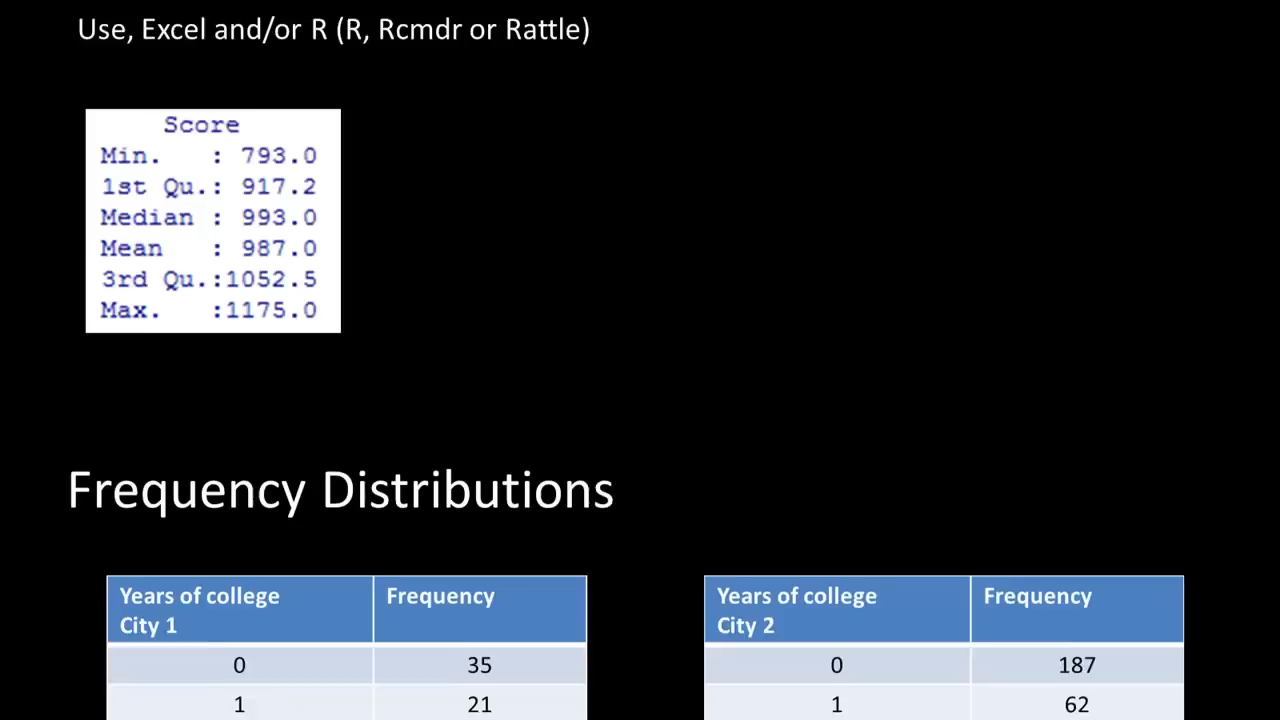 Use, Excel and/or R (R, Rcmdr or Rattle)
Score
Min.   : 793.0
1st Qu.: 917.2
Median : 993.0
Mean   : 987.0
3rd Qu.:1052.5
Max.   :1175.0
Frequency Distributions
Years of college City 1 | Frequency
0 | 35
1 | 21
Years of college City 2 | Frequency
0 | 187
1 | 62